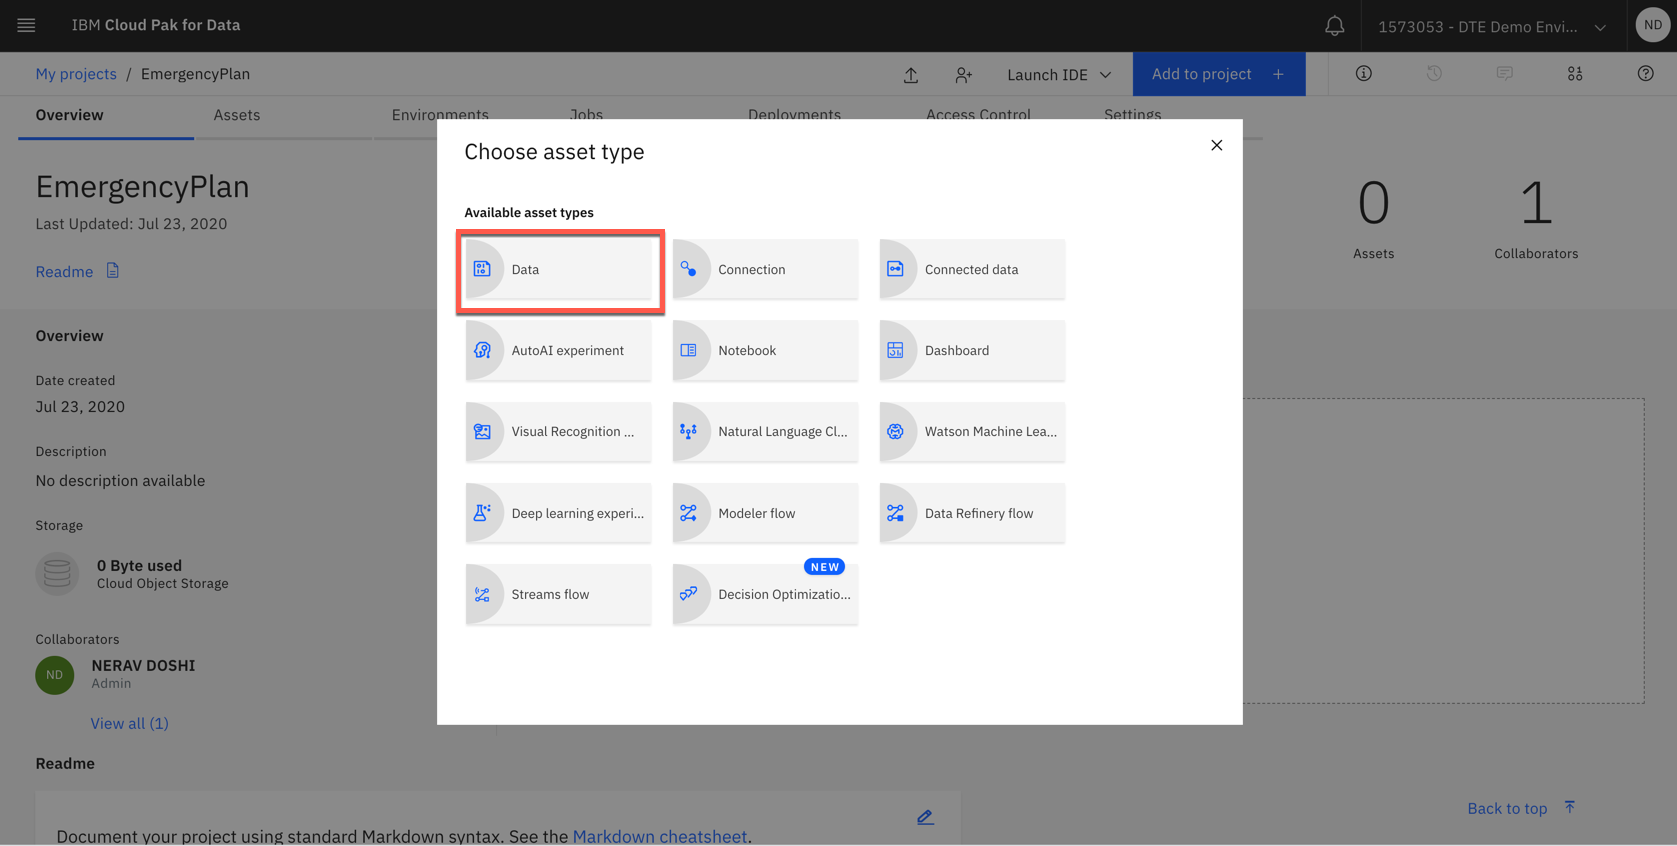 IBM Cloud Pak for Data
1573053 - DTE Demo Envi...
ND
My projects / EmergencyPlan
Launch IDE
Add to project +
Overview
Assets
Environments
Jobs
Deployments
Access Control
Settings
Choose asset type
EmergencyPlan
Last Updated: Jul 23, 2020
Readme
0
Assets
1
Collaborators
Available asset types
Data
Connection
Connected data
AutoAI experiment
Notebook
Dashboard
Visual Recognition ...
Natural Language Cl...
Watson Machine Lea...
Deep learning experi...
Modeler flow
Data Refinery flow
NEW
Streams flow
Decision Optimizatio...
Overview
Date created
Jul 23, 2020
Description
No description available
Storage
0 Byte used
Cloud Object Storage
Collaborators
ND
NERAV DOSHI
Admin
View all (1)
Readme
Back to top
Document your project using standard Markdown syntax. See the Markdown cheatsheet.